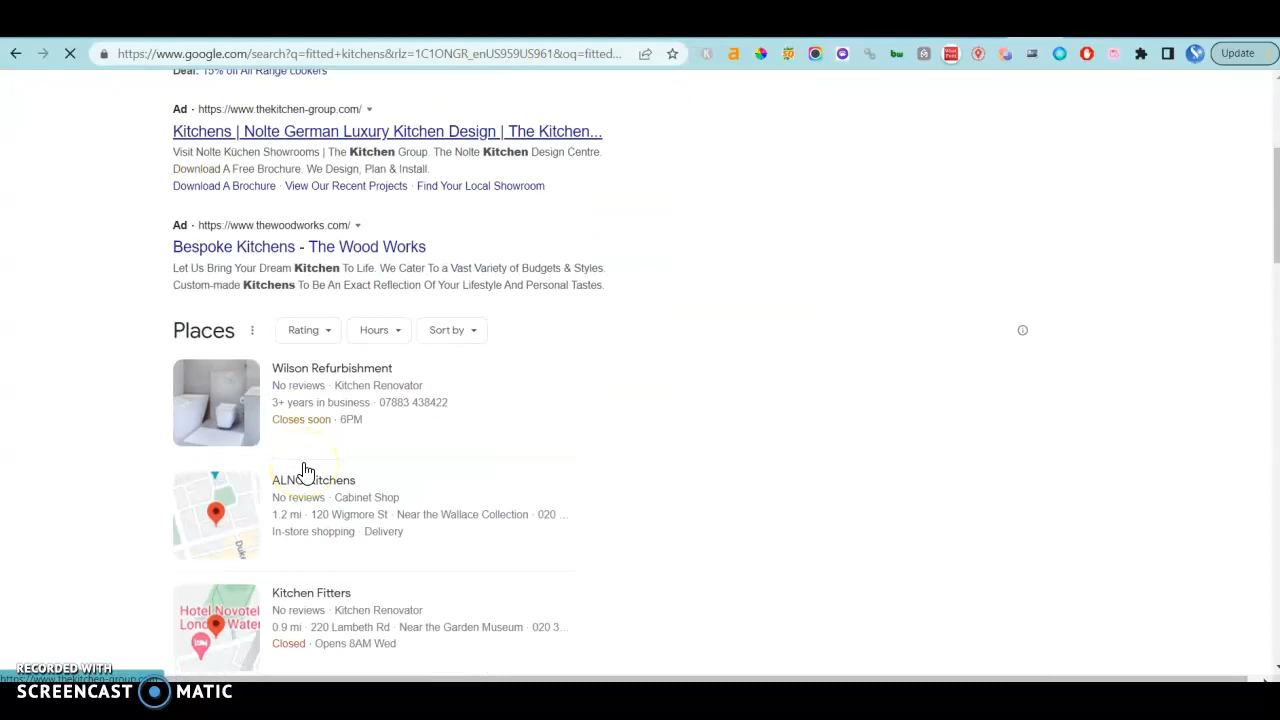 https://www.google.com/search?q=fitted+kitchens&rlz=1C1ONGR_enUS959US961&oq=fitted...
Update
Deal: 15% off All Range cookers
Ad · https://www.thekitchen-group.com/
Kitchens | Nolte German Luxury Kitchen Design | The Kitchen...
Visit Nolte Küchen Showrooms | The Kitchen Group. The Nolte Kitchen Design Centre.
Download A Free Brochure. We Design, Plan & Install.
Download A Brochure · View Our Recent Projects · Find Your Local Showroom
Ad · https://www.thewoodworks.com/
Bespoke Kitchens - The Wood Works
Let Us Bring Your Dream Kitchen To Life. We Cater To a Vast Variety of Budgets & Styles.
Custom-made Kitchens To Be An Exact Reflection Of Your Lifestyle And Personal Tastes.
Places
Rating
Hours
Sort by
Wilson Refurbishment
No reviews · Kitchen Renovator
3+ years in business · 07883 438422
Closes soon · 6PM
No reviews · Cabinet Shop
1.2 mi · 120 Wigmore St · Near the Wallace Collection · 020 ...
In-store shopping · Delivery
Kitchen Fitters
No reviews · Kitchen Renovator
Hotel Novotel
0.9 mi · 220 Lambeth Rd · Near the Garden Museum · 020 3...
Closed · Opens 8AM Wed
RECORDED WITH
https://www.thekitchen-group.com
SCREENCAST MATIC